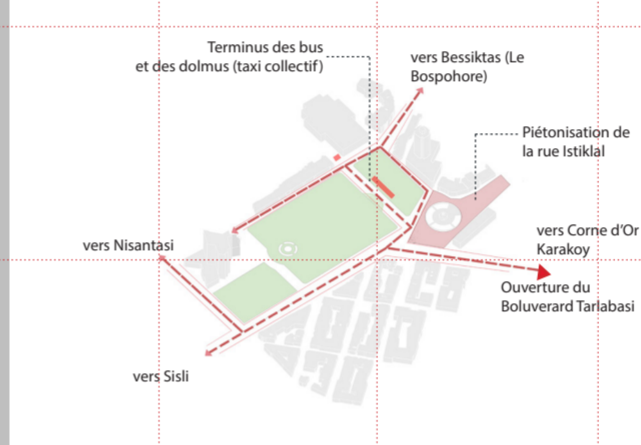 Terminus des bus
et des dolmus (taxi collectif)
vers Bessiktas (Le
Bospohore)
Piétonisation de
la rue Istiklal
vers Nisantasi
vers Corne d'Or
Karakoy
Ouverture du
Boluverard Tarlabasi
vers Sisli